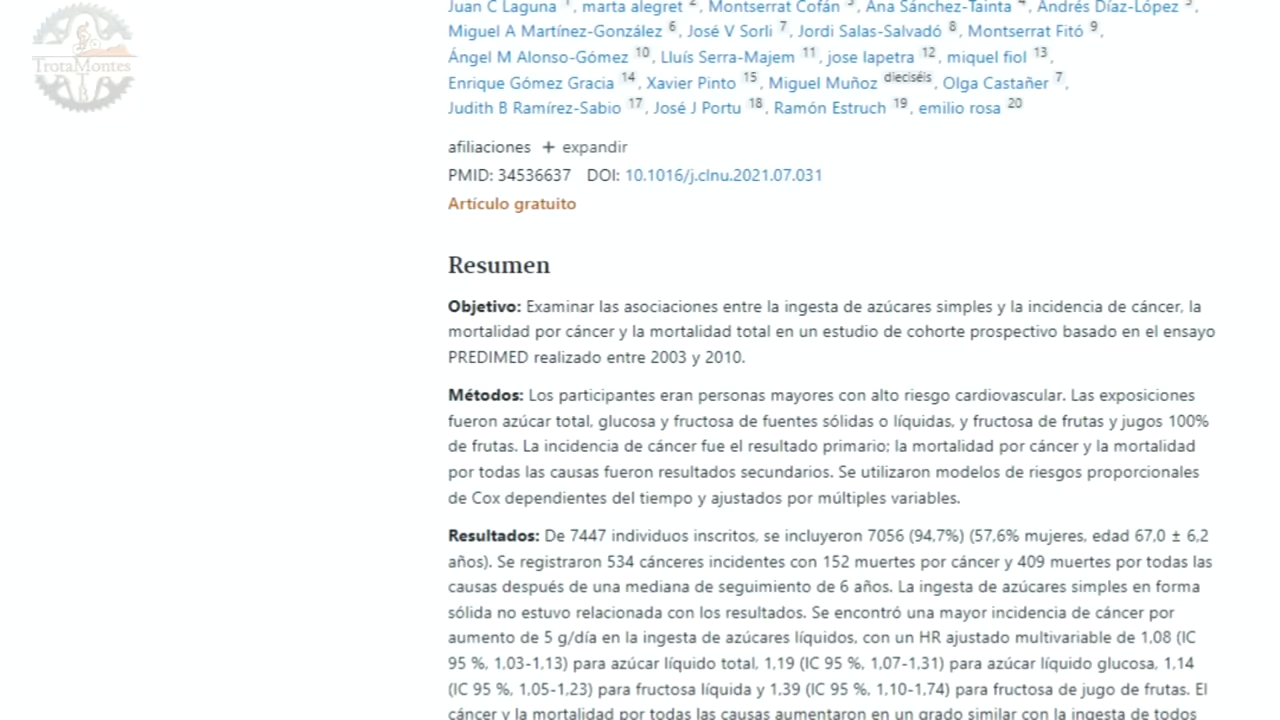 TrotaMontes
Juan C Laguna 1, marta alegret 2, Montserrat Cofán 3, Ana Sánchez-Tainta 4, Andrés Díaz-López 5,
Miguel A Martínez-González 6, José V Sorli 7, Jordi Salas-Salvadó 8, Montserrat Fitó 9,
Ángel M Alonso-Gómez 10, Lluís Serra-Majem 11, jose lapetra 12, miquel fiol 13,
Enrique Gómez Gracia 14, Xavier Pinto 15, Miguel Muñoz dieciséis, Olga Castañer 7,
Judith B Ramírez-Sabio 17, José J Portu 18, Ramón Estruch 19, emilio rosa 20
afiliaciones + expandir
PMID: 34536637 DOI: 10.1016/j.clnu.2021.07.031
Artículo gratuito
Resumen
Objetivo: Examinar las asociaciones entre la ingesta de azúcares simples y la incidencia de cáncer, la
mortalidad por cáncer y la mortalidad total en un estudio de cohorte prospectivo basado en el ensayo
PREDIMED realizado entre 2003 y 2010.
Métodos: Los participantes eran personas mayores con alto riesgo cardiovascular. Las exposiciones
fueron azúcar total, glucosa y fructosa de fuentes sólidas o líquidas, y fructosa de frutas y jugos 100%
de frutas. La incidencia de cáncer fue el resultado primario; la mortalidad por cáncer y la mortalidad
por todas las causas fueron resultados secundarios. Se utilizaron modelos de riesgos proporcionales
de Cox dependientes del tiempo y ajustados por múltiples variables.
Resultados: De 7447 individuos inscritos, se incluyeron 7056 (94,7%) (57,6% mujeres, edad 67,0 ± 6,2
años). Se registraron 534 cánceres incidentes con 152 muertes por cáncer y 409 muertes por todas las
causas después de una mediana de seguimiento de 6 años. La ingesta de azúcares simples en forma
sólida no estuvo relacionada con los resultados. Se encontró una mayor incidencia de cáncer por
aumento de 5 g/día en la ingesta de azúcares líquidos, con un HR ajustado multivariable de 1,08 (IC
95 %, 1,03-1,13) para azúcar líquido total, 1,19 (IC 95 %, 1,07-1,31) para azúcar líquido glucosa, 1,14
(IC 95 %, 1,05-1,23) para fructosa líquida y 1,39 (IC 95 %, 1,10-1,74) para fructosa de jugo de frutas. El
cáncer y la mortalidad por todas las causas aumentaron en un grado similar con la ingesta de todos